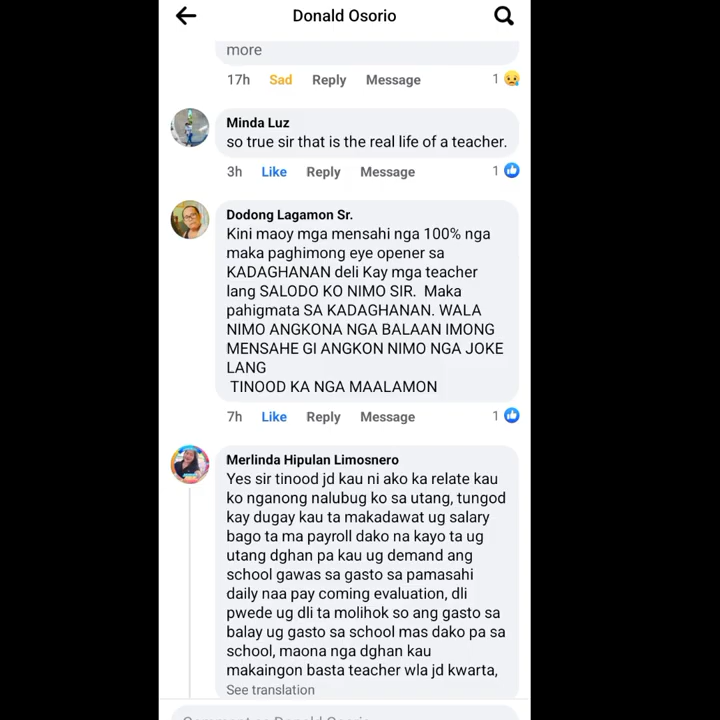 Donald Osorio
more
17h Sad Reply Message 1
Minda Luz
so true sir that is the real life of a teacher.
3h Like Reply Message 1
Dodong Lagamon Sr.
Kini maoy mga mensahi nga 100% nga
maka paghimong eye opener sa
KADAGHANAN deli Kay mga teacher
lang SALODO KO NIMO SIR. Maka
pahigmata SA KADAGHANAN. WALA
NIMO ANGKONA NGA BALAAN IMONG
MENSAHE GI ANGKON NIMO NGA JOKE
LANG
TINOOD KA NGA MAALAMON
7h Like Reply Message 1
Merlinda Hipulan Limosnero
Yes sir tinood jd kau ni ako ka relate kau
ko nganong nalubug ko sa utang, tungod
kay dugay kau ta makadawat ug salary
bago ta ma payroll dako na kayo ta ug
utang dghan pa kau ug demand ang
school gawas sa gasto sa pamasahi
daily naa pay coming evaluation, dli
pwede ug dli ta molihok so ang gasto sa
balay ug gasto sa school mas dako pa sa
school, maona nga dghan kau
makaingon basta teacher wla jd kwarta,
See translation
Comment as Donald Osorio